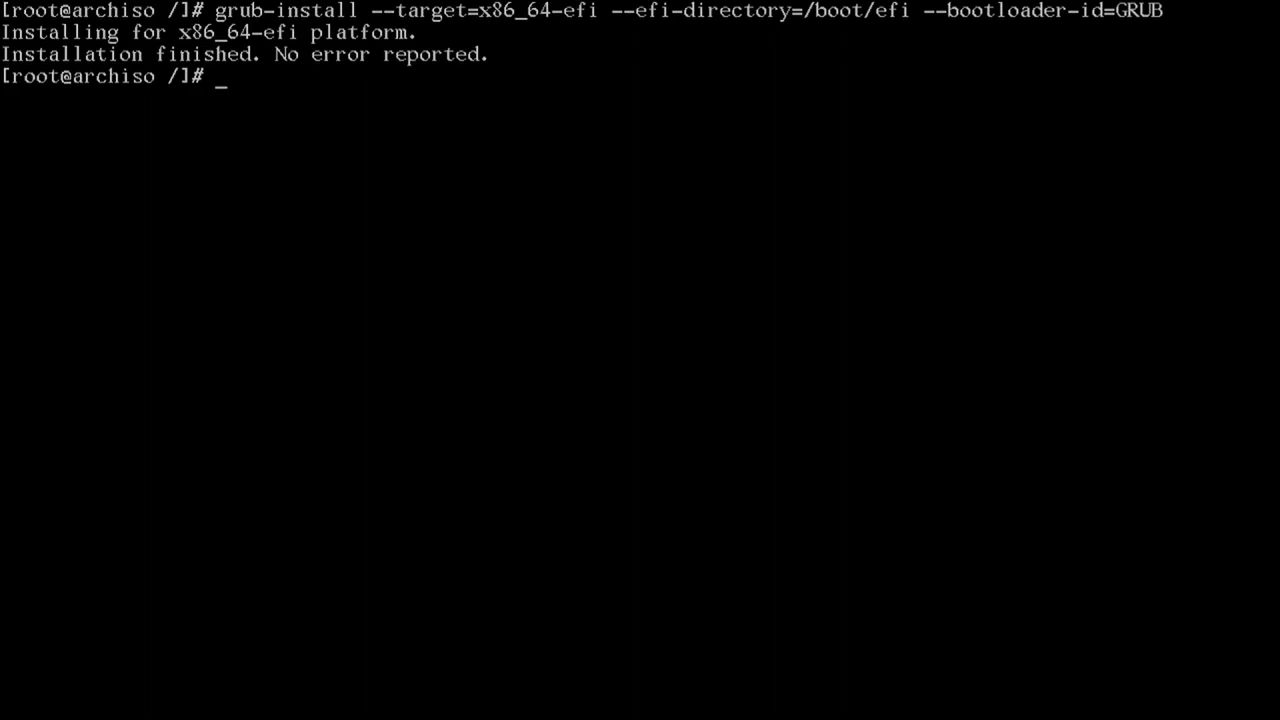 [root@archiso /]# grub-install --target=x86_64-efi --efi-directory=/boot/efi --bootloader-id=GRUB
Installing for x86_64-efi platform.
Installation finished. No error reported.
[root@archiso /]# _